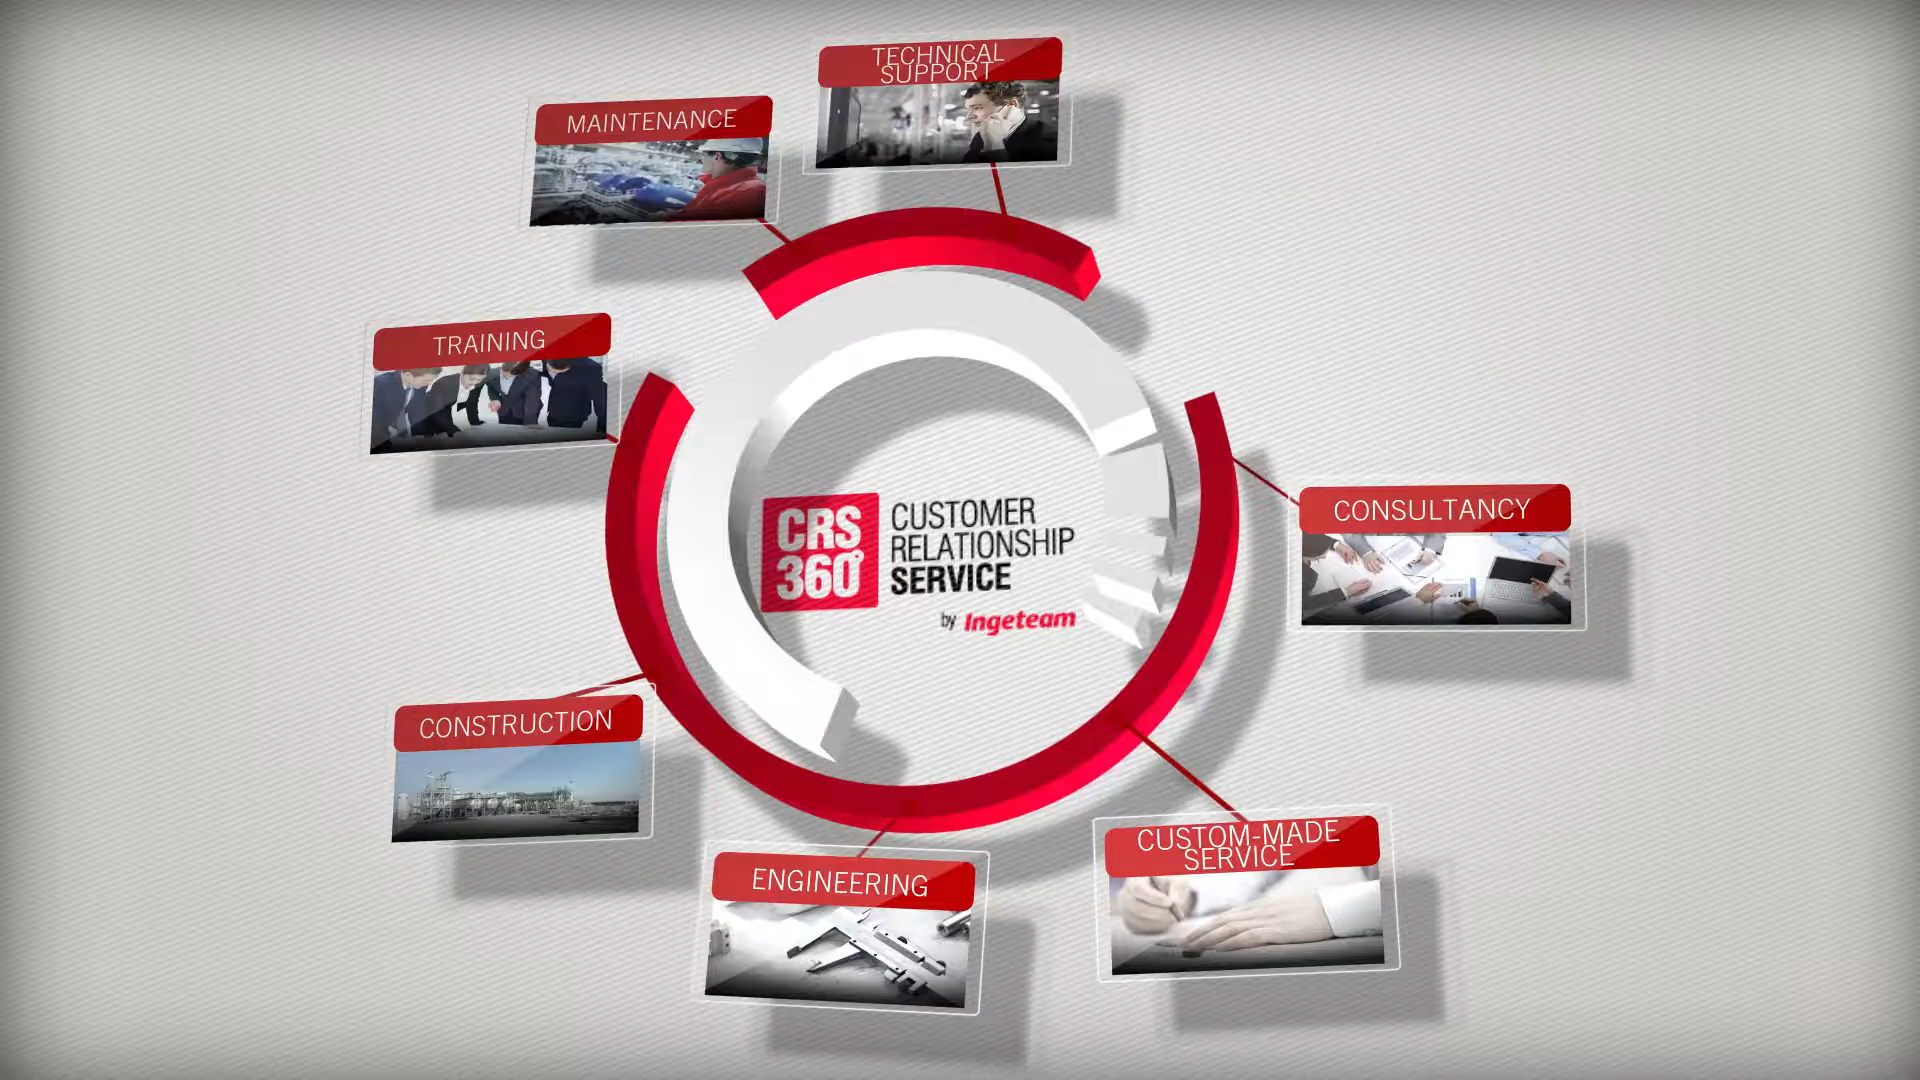 TECHNICAL
SUPPORT
MAINTENANCE
TRAINING
CONSULTANCY
CRS
360°
CUSTOMER
RELATIONSHIP
SERVICE
by Ingeteam
CONSTRUCTION
CUSTOM-MADE
SERVICE
ENGINEERING